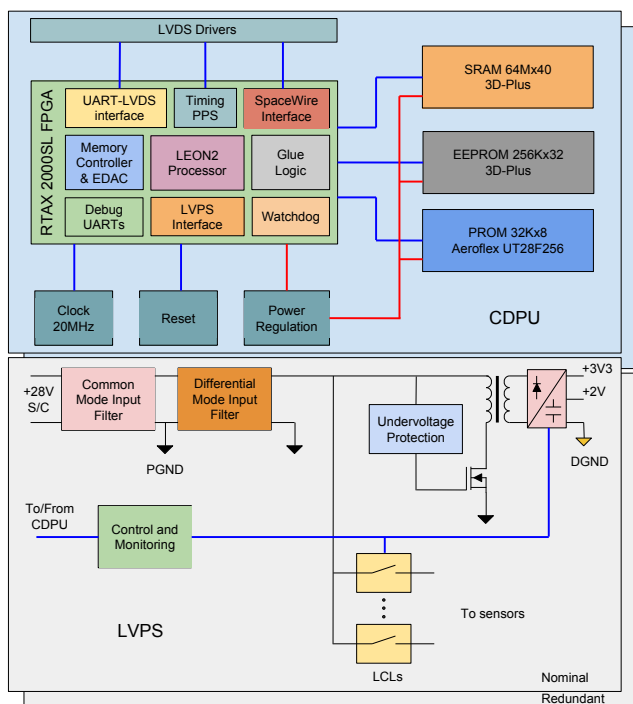 LVDS Drivers
RTAX 2000SL FPGA
UART-LVDS
interface
Timing
PPS
SpaceWire
Interface
Memory
Controller
& EDAC
LEON2
Processor
Glue
Logic
Debug
UARTs
LVPS
Interface
Watchdog
SRAM 64Mx40
3D-Plus
EEPROM 256Kx32
3D-Plus
PROM 32Kx8
Aeroflex UT28F256
Clock
20MHz
Reset
Power
Regulation
CDPU
+28V
S/C
Common
Mode Input
Filter
Differential
Mode Input
Filter
PGND
Undervoltage
Protection
+3V3
+2V
DGND
To/From
CDPU
Control and
Monitoring
To sensors
LVPS
LCLs
Nominal
Redundant